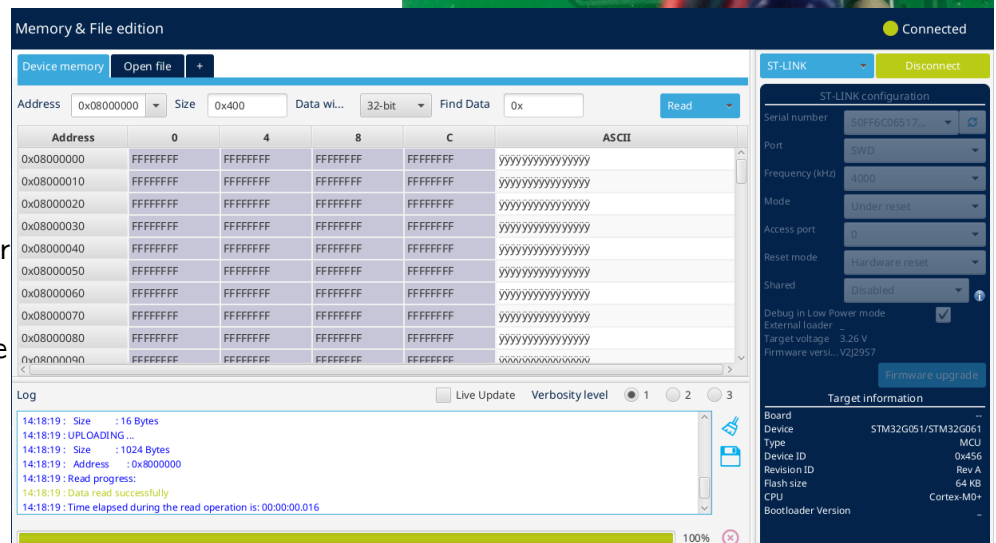 Memory & File edition
Connected
Device memory
Open file
+
Address 0x08000000 Size 0x400 Data wi... 32-bit Find Data 0x Read
Address 0 4 8 C ASCII
0x08000000 FFFFFFFF FFFFFFFF FFFFFFFF FFFFFFFF ÿÿÿÿÿÿÿÿÿÿÿÿÿÿÿÿ
0x08000010 FFFFFFFF FFFFFFFF FFFFFFFF FFFFFFFF ÿÿÿÿÿÿÿÿÿÿÿÿÿÿÿÿ
0x08000020 FFFFFFFF FFFFFFFF FFFFFFFF FFFFFFFF ÿÿÿÿÿÿÿÿÿÿÿÿÿÿÿÿ
0x08000030 FFFFFFFF FFFFFFFF FFFFFFFF FFFFFFFF ÿÿÿÿÿÿÿÿÿÿÿÿÿÿÿÿ
r
0x08000040 FFFFFFFF FFFFFFFF FFFFFFFF FFFFFFFF ÿÿÿÿÿÿÿÿÿÿÿÿÿÿÿÿ
0x08000050 FFFFFFFF FFFFFFFF FFFFFFFF FFFFFFFF ÿÿÿÿÿÿÿÿÿÿÿÿÿÿÿÿ
0x08000060 FFFFFFFF FFFFFFFF FFFFFFFF FFFFFFFF ÿÿÿÿÿÿÿÿÿÿÿÿÿÿÿÿ
0x08000070 FFFFFFFF FFFFFFFF FFFFFFFF FFFFFFFF ÿÿÿÿÿÿÿÿÿÿÿÿÿÿÿÿ
0x08000080 FFFFFFFF FFFFFFFF FFFFFFFF FFFFFFFF ÿÿÿÿÿÿÿÿÿÿÿÿÿÿÿÿ
e
0x08000090 FFFFFFFF FFFFFFFF FFFFFFFF FFFFFFFF ÿÿÿÿÿÿÿÿÿÿÿÿÿÿÿÿ
Log Live Update Verbosity level 1 2 3
14:18:19 : Size : 16 Bytes
14:18:19 : UPLOADING ...
14:18:19 : Size : 1024 Bytes
14:18:19 : Address : 0x8000000
14:18:19 : Read progress:
14:18:19 : Data read successfully
14:18:19 : Time elapsed during the read operation is: 00:00:00.016
100%
ST-LINK Disconnect
ST-LINK configuration
Serial number 50FF6C06517...
Port SWD
Frequency (kHz) 4000
Mode Under reset
Access port 0
Reset mode Hardware reset
Shared Disabled
Debug in Low Power mode
External loader _
Target voltage 3.26 V
Firmware versi... V2J29S7
Firmware upgrade
Target information
Board --
Device STM32G051/STM32G061
Type MCU
Device ID 0x456
Revision ID Rev A
Flash size 64 KB
CPU Cortex-M0+
Bootloader Version _